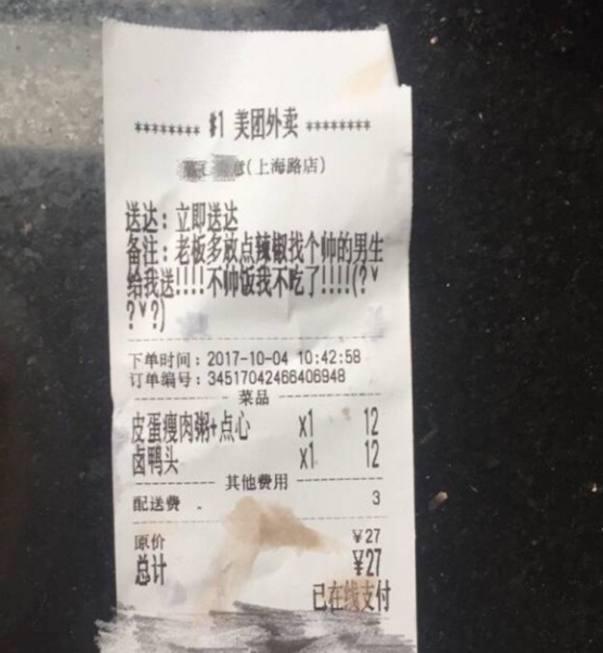 ******** #1 美团外卖 ********
(上海路店)
送达：立即送达
备注：老板多放点辣椒找个帅的男生
给我送!!!!不帅饭我不吃了!!!!(?ˇ
?ˇ?)
下单时间：2017-10-04 10:42:58
订单编号：34517042466406948
菜品
皮蛋瘦肉粥+点心 x1 12
卤鸭头 x1 12
其他费用
配送费 3
原价 ¥27
总计 ¥27
已在线支付